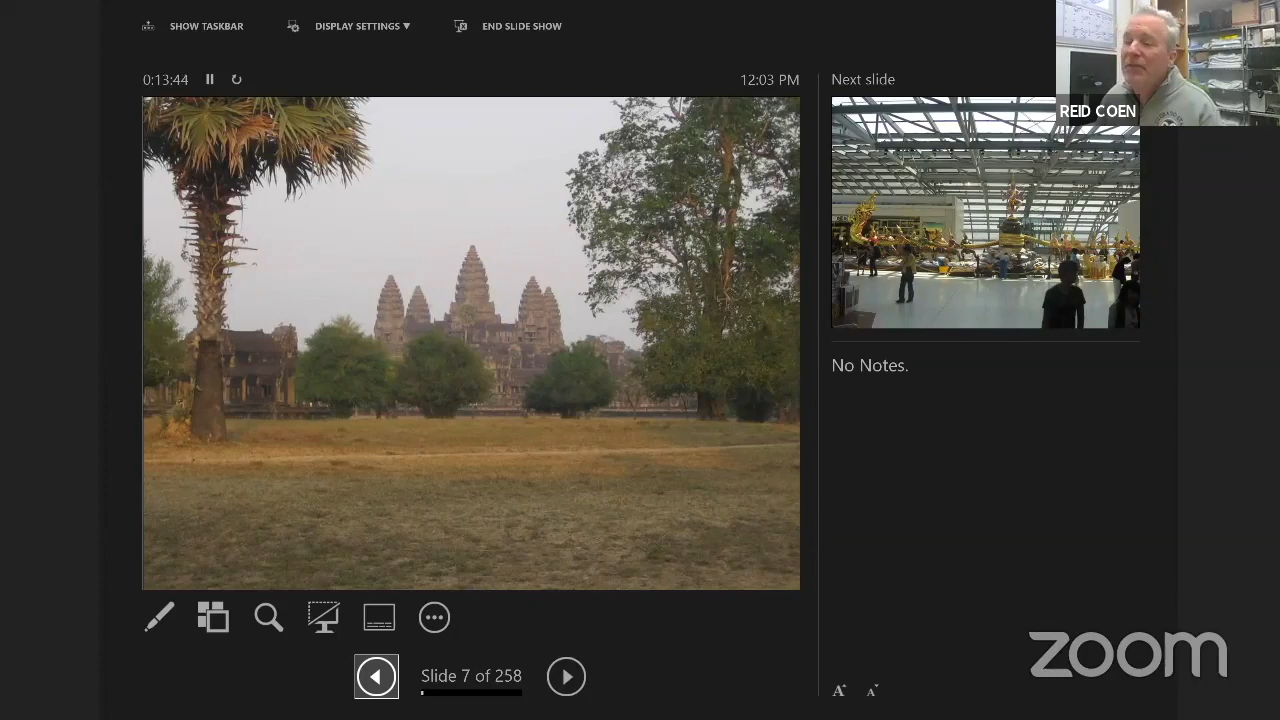 SHOW TASKBAR
DISPLAY SETTINGS ▼
END SLIDE SHOW
0:13:44
12:03 PM
Next slide
REID COEN
No Notes.
Slide 7 of 258
A A
zoom